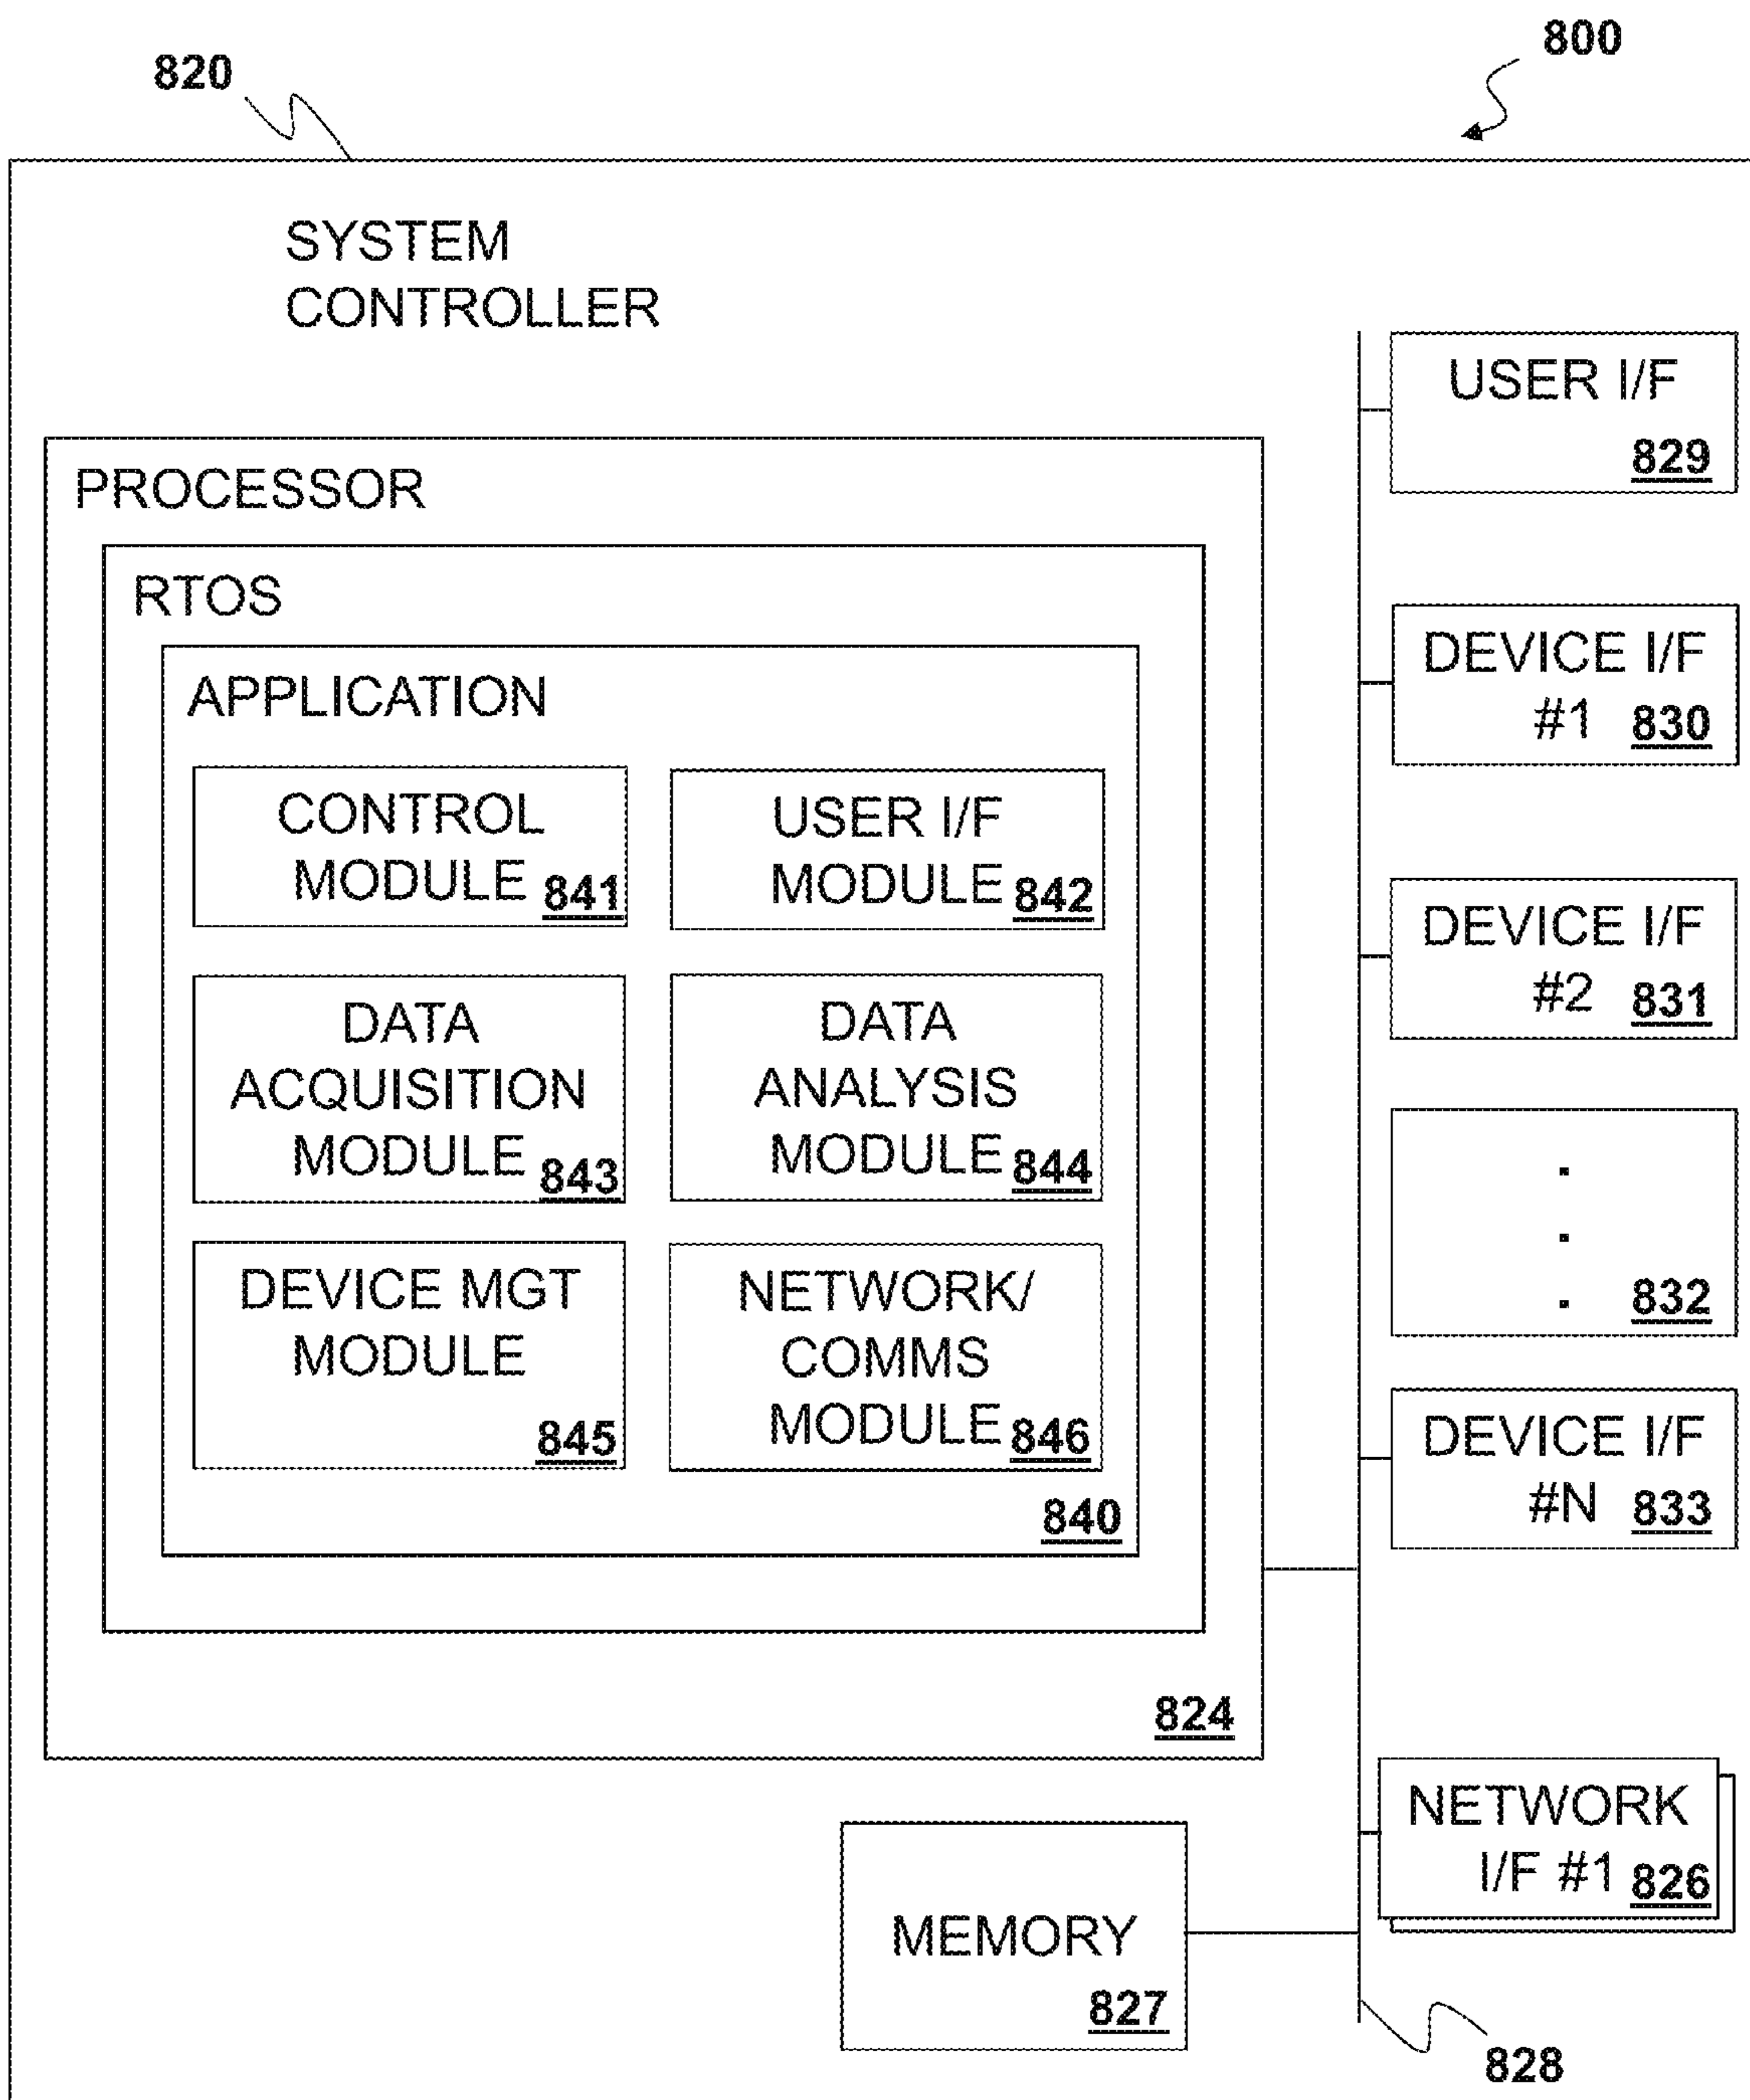 800
820
SYSTEM
CONTROLLER
USER I/F
829
PROCESSOR
RTOS
APPLICATION
CONTROL
MODULE 841
USER I/F
MODULE 842
DATA
ACQUISITION
MODULE 843
DATA
ANALYSIS
MODULE 844
DEVICE MGT
MODULE
845
NETWORK/
COMMS
MODULE 846
840
824
DEVICE I/F
#1 830
DEVICE I/F
#2 831
.
.
. 832
DEVICE I/F
#N 833
NETWORK
I/F #1 826
MEMORY
827
828